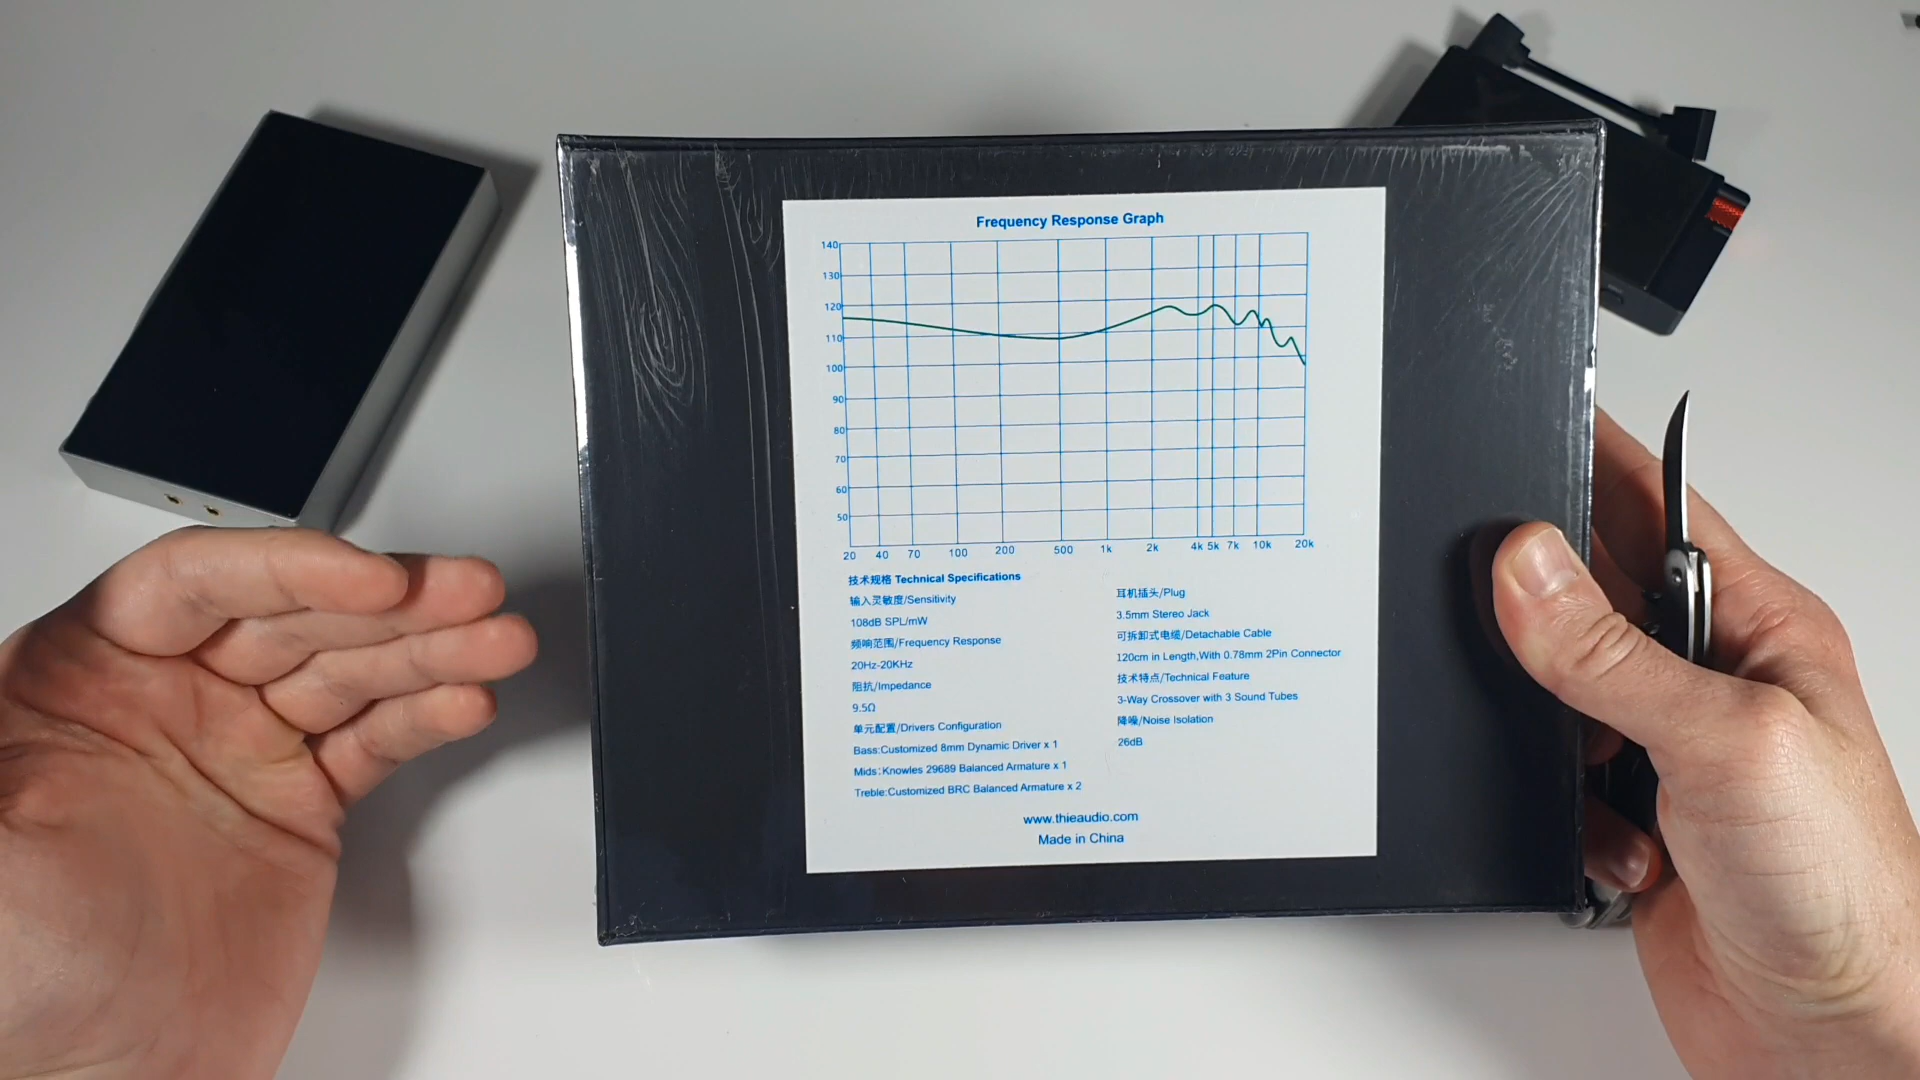 Frequency Response Graph
140
130
120
110
100
90
80
70
60
50
20 40 70 100 200 500 1k 2k 4k 5k 7k 10k 20k
技术规格 Technical Specifications
输入灵敏度/Sensitivity
108dB SPL/mW
频响范围/Frequency Response
20Hz-20KHz
阻抗/Impedance
9.5Ω
单元配置/Drivers Configuration
Bass:Customized 8mm Dynamic Driver x 1
Mids:Knowles 29689 Balanced Armature x 1
Treble:Customized BRC Balanced Armature x 2
耳机插头/Plug
3.5mm Stereo Jack
可拆卸式电缆/Detachable Cable
120cm in Length,With 0.78mm 2Pin Connector
技术特点/Technical Feature
3-Way Crossover with 3 Sound Tubes
降噪/Noise Isolation
26dB
www.thieaudio.com
Made in China